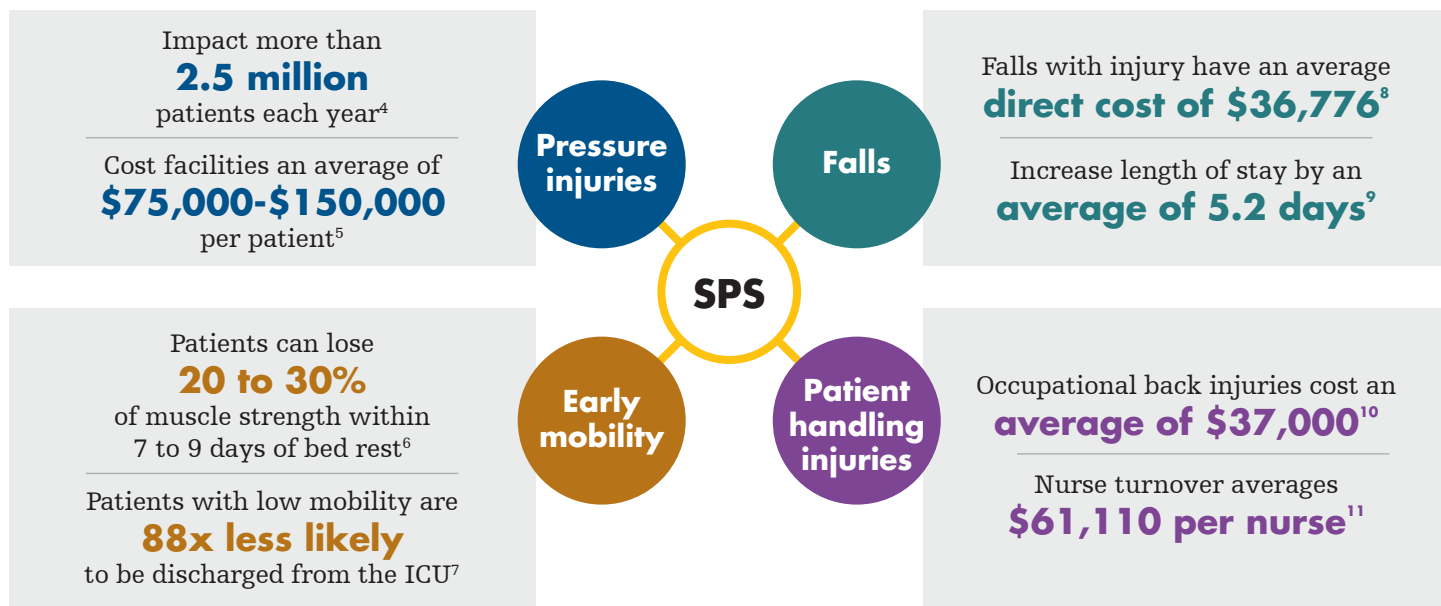 Impact more than
2.5 million
patients each year⁴
Cost facilities an average of
$75,000-$150,000
per patient⁵
Pressure
injuries
Falls
Falls with injury have an average
direct cost of $36,776⁸
Increase length of stay by an
average of 5.2 days⁹
SPS
Patients can lose
20 to 30%
of muscle strength within
7 to 9 days of bed rest⁶
Patients with low mobility are
88x less likely
to be discharged from the ICU⁷
Early
mobility
Patient
handling
injuries
Occupational back injuries cost an
average of $37,000¹⁰
Nurse turnover averages
$61,110 per nurse¹¹